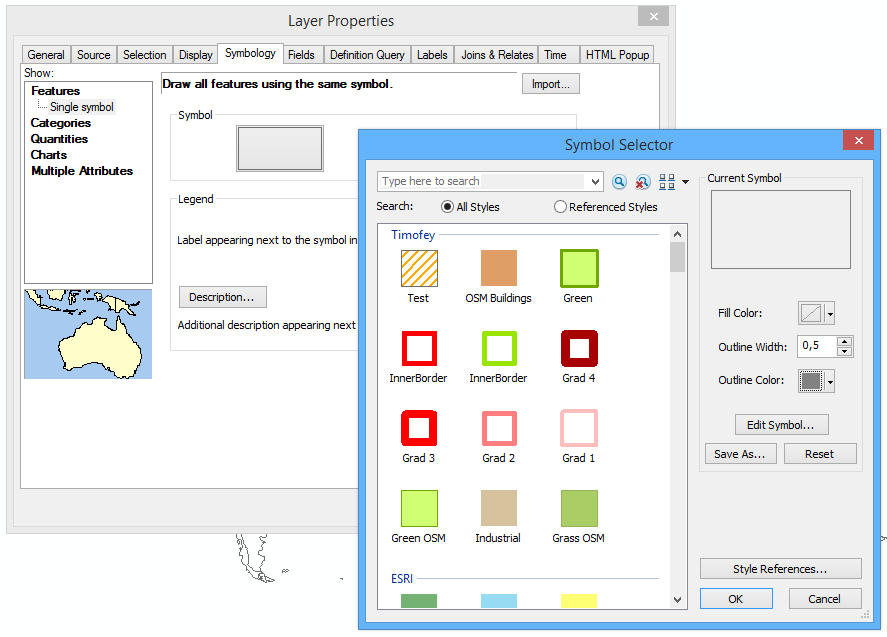 Layer Properties
General Source Selection Display Symbology Fields Definition Query Labels Joins & Relates Time HTML Popup
Show:
Features
Single symbol
Categories
Quantities
Charts
Multiple Attributes
Draw all features using the same symbol.
Import...
Symbol
Legend
Label appearing next to the symbol in
Description...
Additional description appearing next
Symbol Selector
Type here to search
Search:
All Styles
Referenced Styles
Timofey
Test
OSM Buildings
Green
InnerBorder
InnerBorder
Grad 4
Grad 3
Grad 2
Grad 1
Green OSM
Industrial
Grass OSM
ESRI
Current Symbol
Fill Color:
Outline Width:
0,5
Outline Color:
Edit Symbol...
Save As...
Reset
Style References...
OK
Cancel